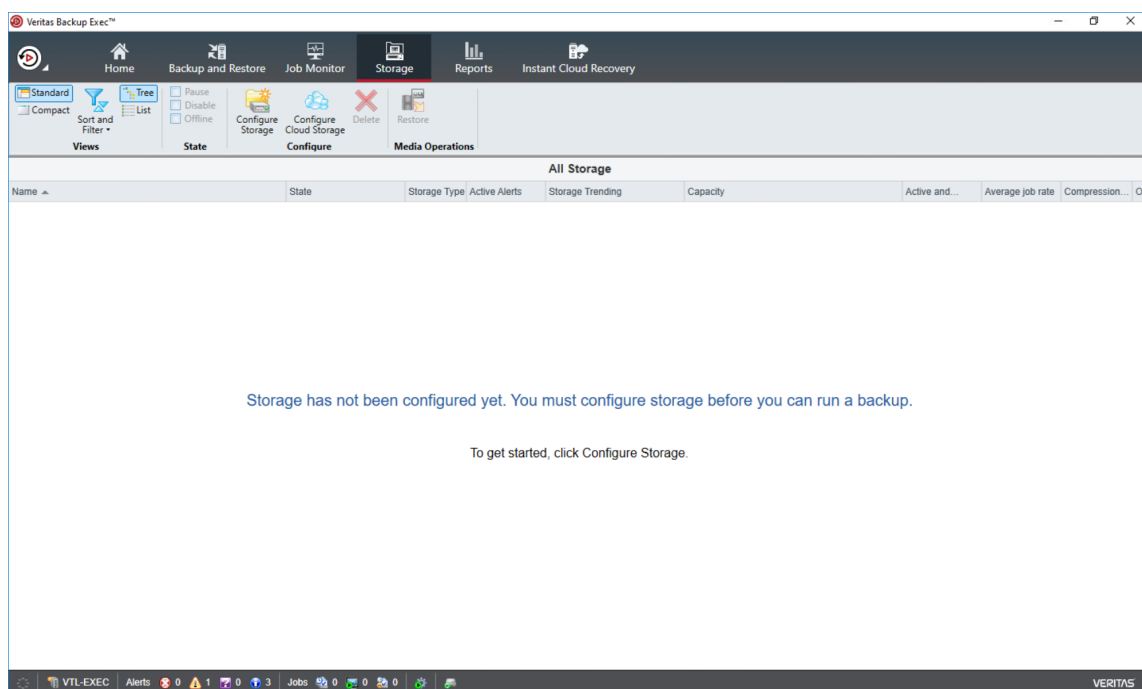 Veritas Backup Exec™
Home Backup and Restore Job Monitor Storage Reports Instant Cloud Recovery
Standard Compact
Sort and Filter
Tree List
Views
Pause
Disable
Offline
State
Configure Storage
Configure Cloud Storage
Delete
Configure
Restore
Media Operations
All Storage
Name State Storage Type Active Alerts Storage Trending Capacity Active and... Average job rate Compression... O
Storage has not been configured yet. You must configure storage before you can run a backup.
To get started, click Configure Storage.
VTL-EXEC Alerts 0 1 0 3 Jobs 0 0 0 VERITAS